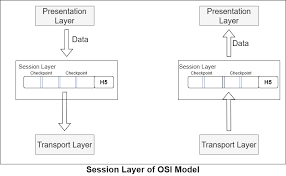 Presentation
Layer
Data
Session Layer
Checkpoint Checkpoint
H5
Transport Layer
Presentation
Layer
Data
Session Layer
Checkpoint Checkpoint
H5
Transport Layer
Session Layer of OSI Model